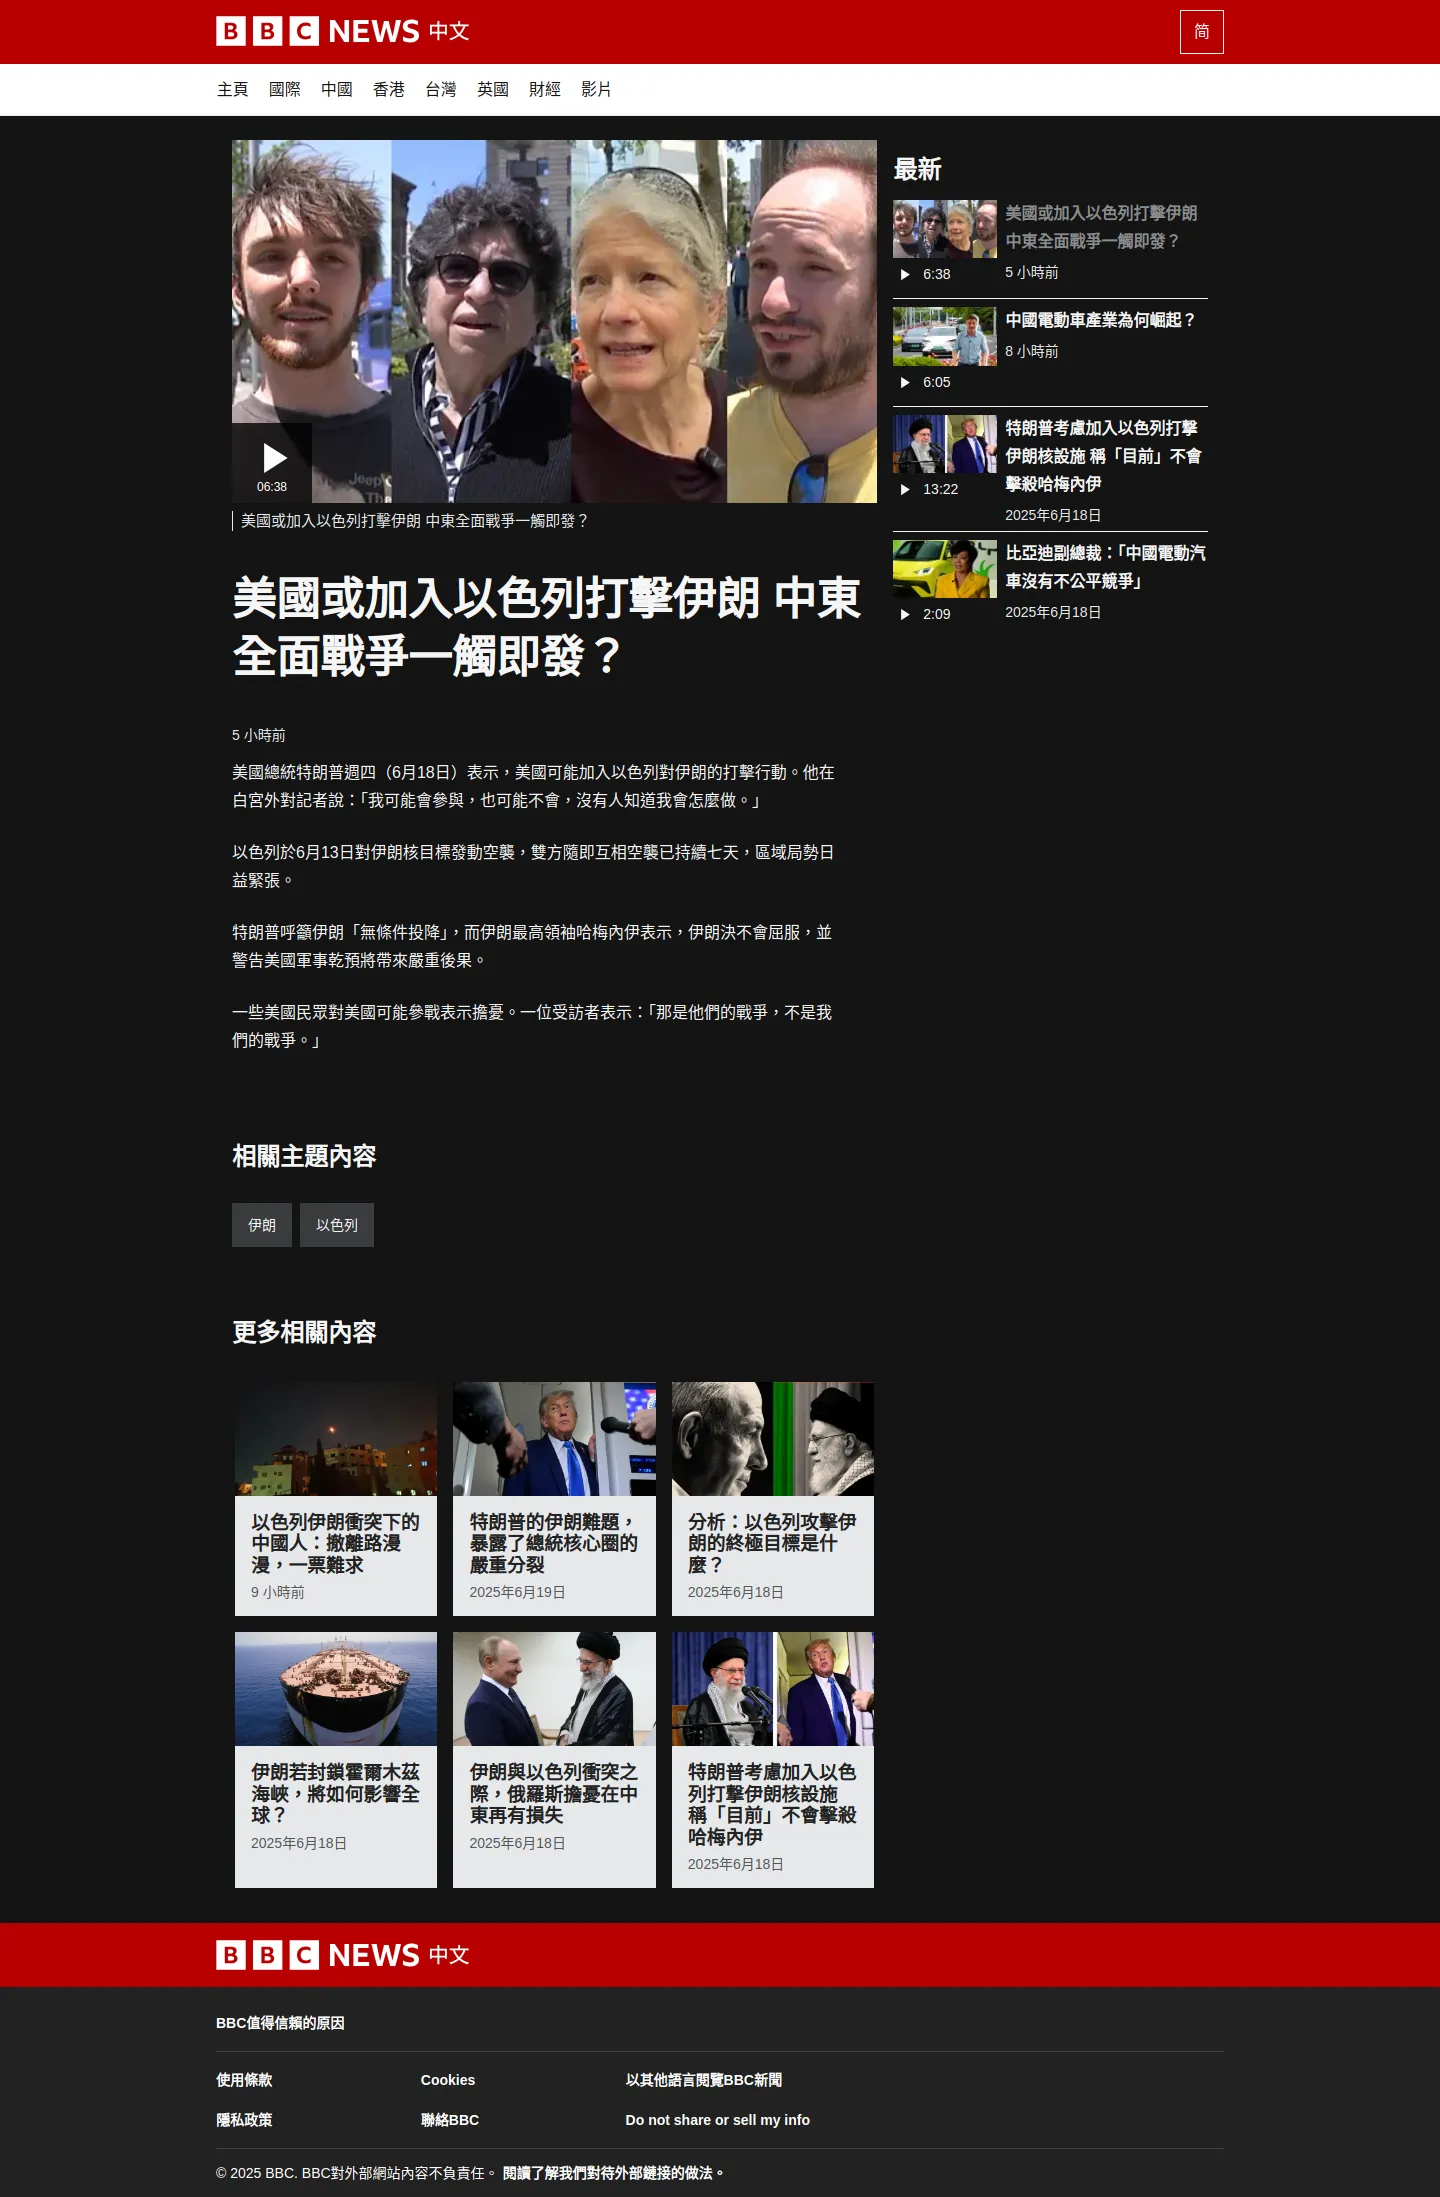 BBC NEWS 中文
简
主頁 國際 中國 香港 台灣 英國 財經 影片
06:38
美國或加入以色列打擊伊朗 中東全面戰爭一觸即發？
美國或加入以色列打擊伊朗 中東
全面戰爭一觸即發？
5 小時前
美國總統特朗普週四（6月18日）表示，美國可能加入以色列對伊朗的打擊行動。他在
白宮外對記者說：「我可能會參與，也可能不會，沒有人知道我會怎麼做。」
以色列於6月13日對伊朗核目標發動空襲，雙方隨即互相空襲已持續七天，區域局勢日
益緊張。
特朗普呼籲伊朗「無條件投降」，而伊朗最高領袖哈梅內伊表示，伊朗決不會屈服，並
警告美國軍事乾預將帶來嚴重後果。
一些美國民眾對美國可能參戰表示擔憂。一位受訪者表示：「那是他們的戰爭，不是我
們的戰爭。」
最新
美國或加入以色列打擊伊朗
中東全面戰爭一觸即發？
6:38
5 小時前
中國電動車產業為何崛起？
8 小時前
6:05
特朗普考慮加入以色列打擊
伊朗核設施 稱「目前」不會
擊殺哈梅內伊
13:22
2025年6月18日
比亞迪副總裁：「中國電動汽
車沒有不公平競爭」
2:09
2025年6月18日
相關主題內容
伊朗
以色列
更多相關內容
以色列伊朗衝突下的
中國人：撤離路漫
漫，一票難求
9 小時前
特朗普的伊朗難題，
暴露了總統核心圈的
嚴重分裂
2025年6月19日
分析：以色列攻擊伊
朗的終極目標是什
麼？
2025年6月18日
伊朗若封鎖霍爾木茲
海峽，將如何影響全
球？
2025年6月18日
伊朗與以色列衝突之
際，俄羅斯擔憂在中
東再有損失
2025年6月18日
特朗普考慮加入以色
列打擊伊朗核設施
稱「目前」不會擊殺
哈梅內伊
2025年6月18日
BBC NEWS 中文
BBC值得信賴的原因
使用條款 Cookies 以其他語言閱覽BBC新聞
隱私政策 聯絡BBC Do not share or sell my info
© 2025 BBC. BBC對外部網站內容不負責任。 閱讀了解我們對待外部鏈接的做法。